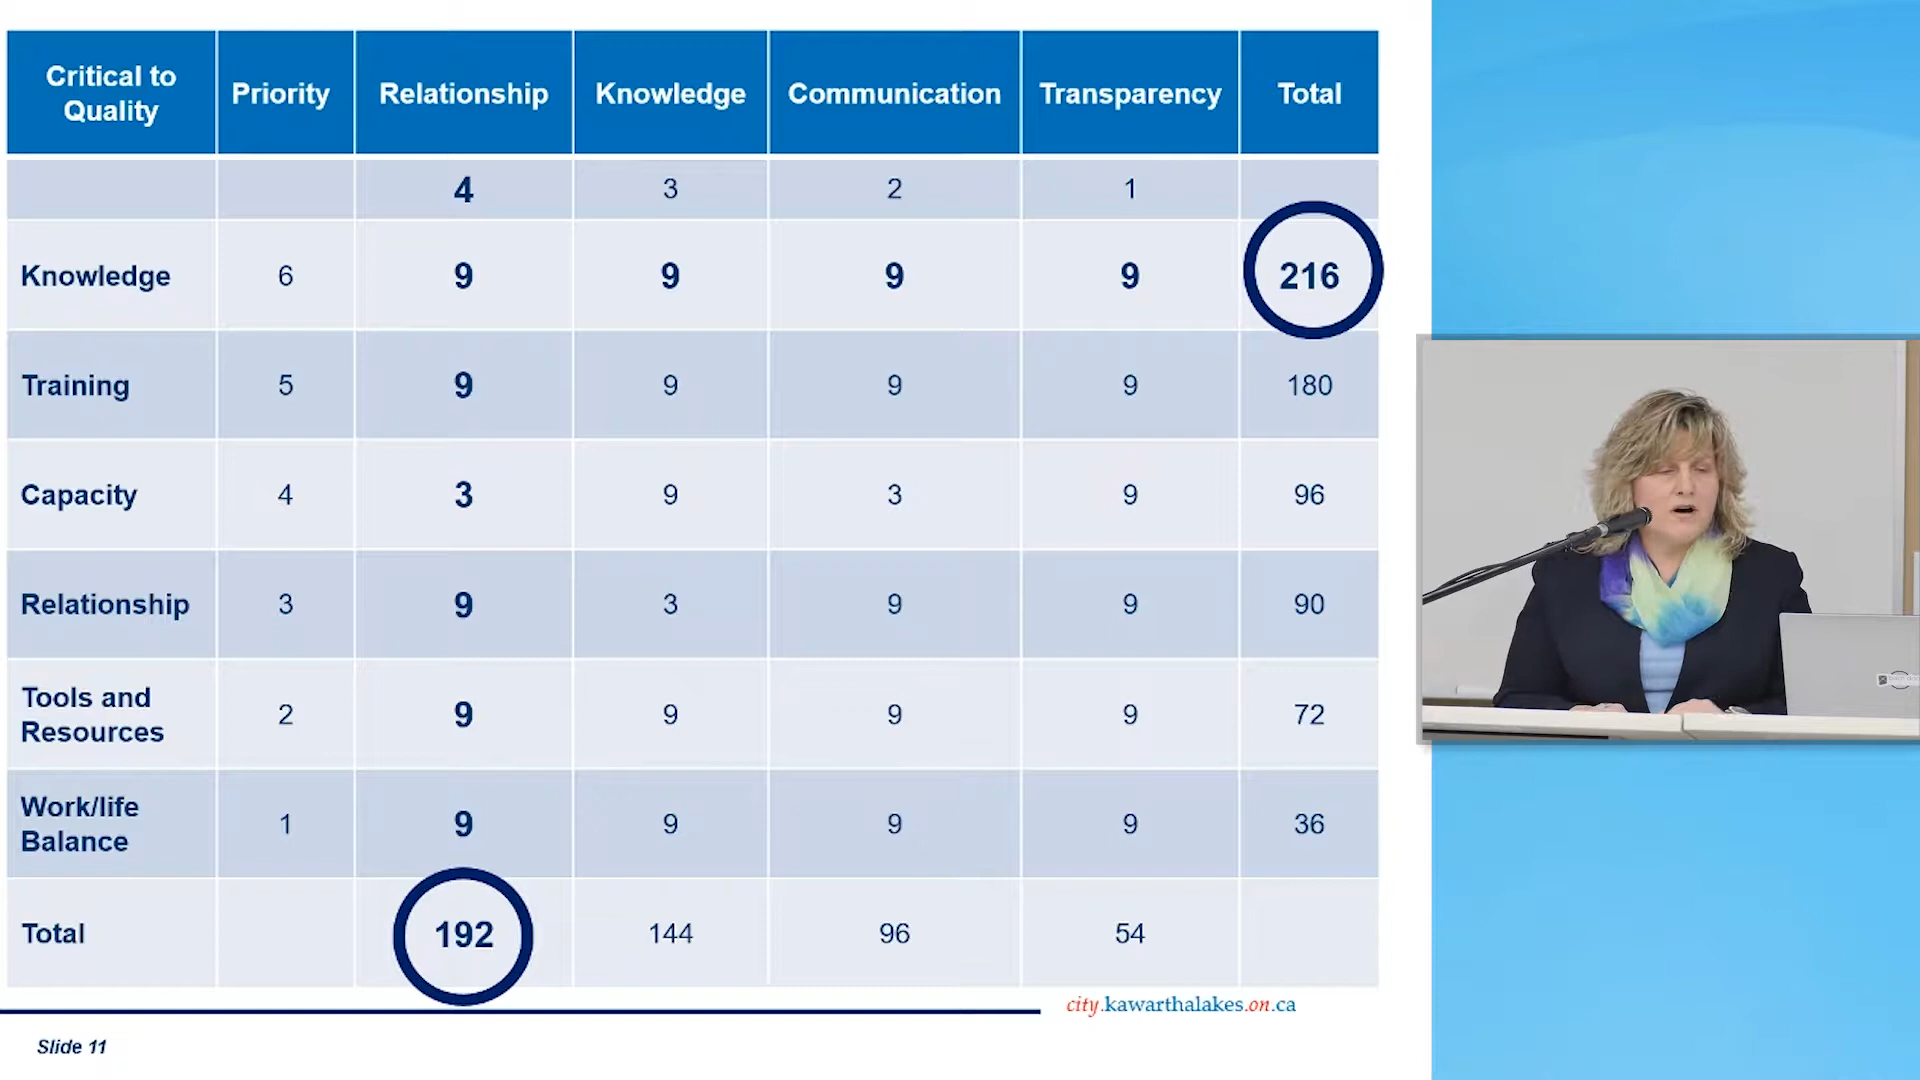 Critical to
Quality
Priority
Relationship
Knowledge
Communication
Transparency
Total
4
3
2
1
Knowledge
6
9
9
9
9
216
Training
5
9
9
9
9
180
Capacity
4
3
9
3
9
96
Relationship
3
9
3
9
9
90
Tools and
Resources
2
9
9
9
9
72
Work/life
Balance
1
9
9
9
9
36
Total
192
144
96
54
city.kawarthalakes.on.ca
Slide 11